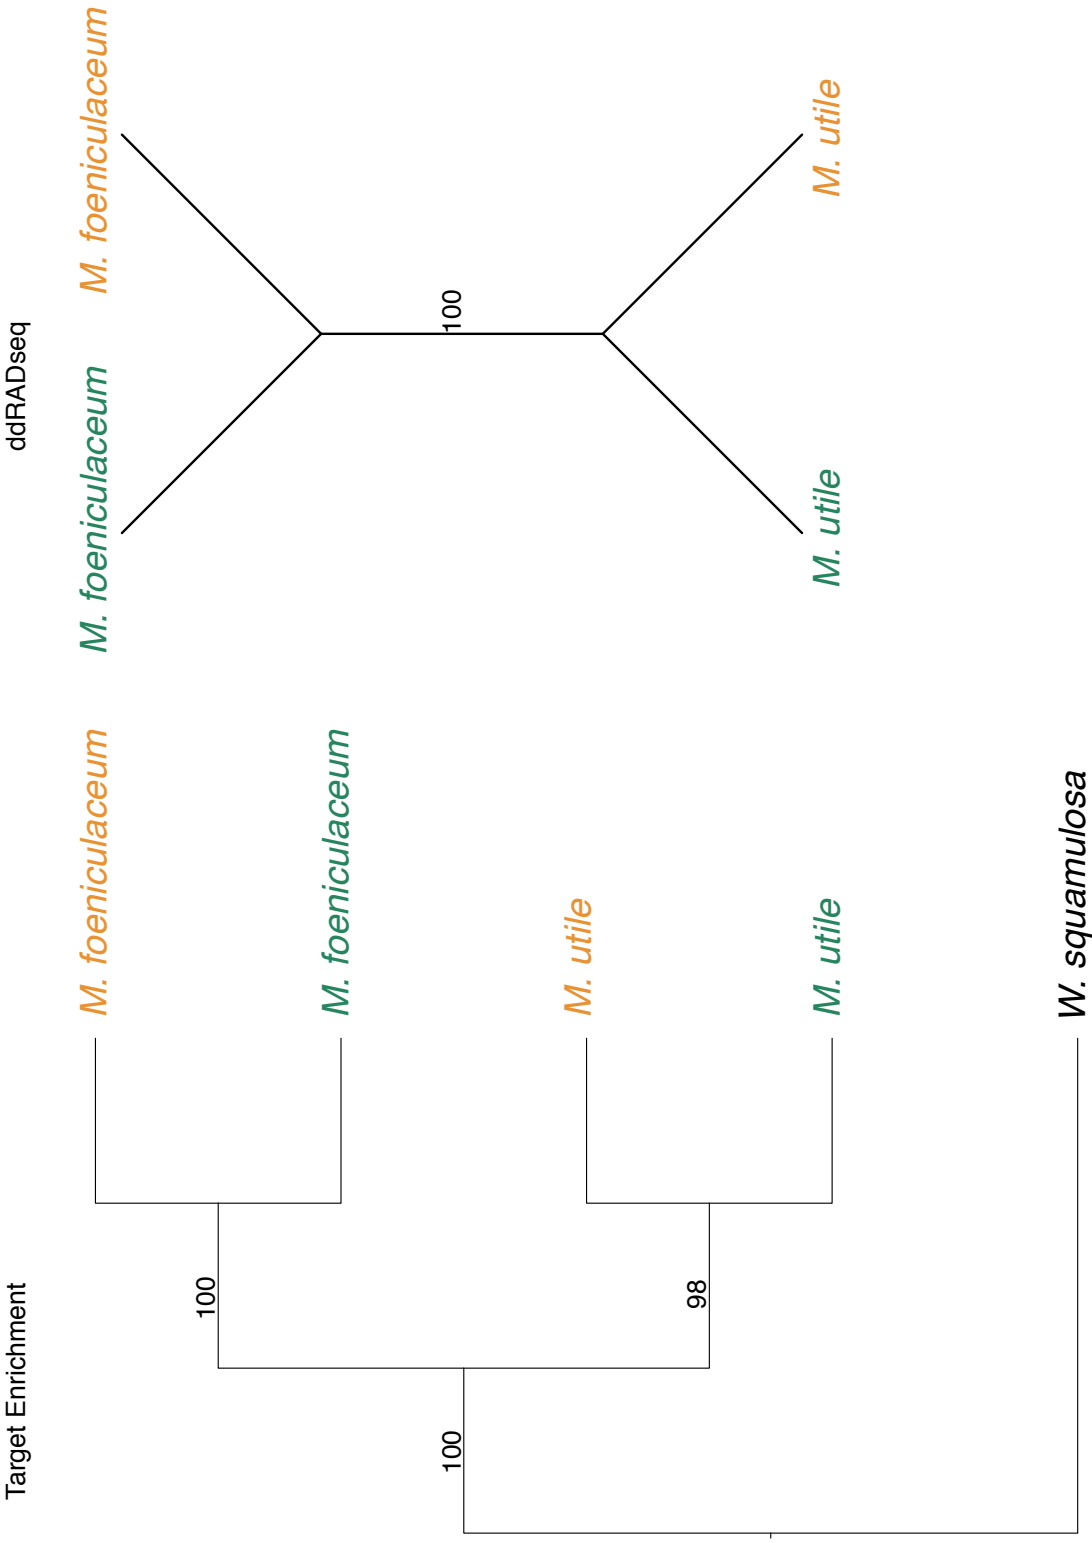 Target Enrichment
M. foeniculaceum
M. foeniculaceum
M. utile
M. utile
W. squamulosa
100
98
100
ddRADseq
M. foeniculaceum
M. foeniculaceum
100
M. utile
M. utile